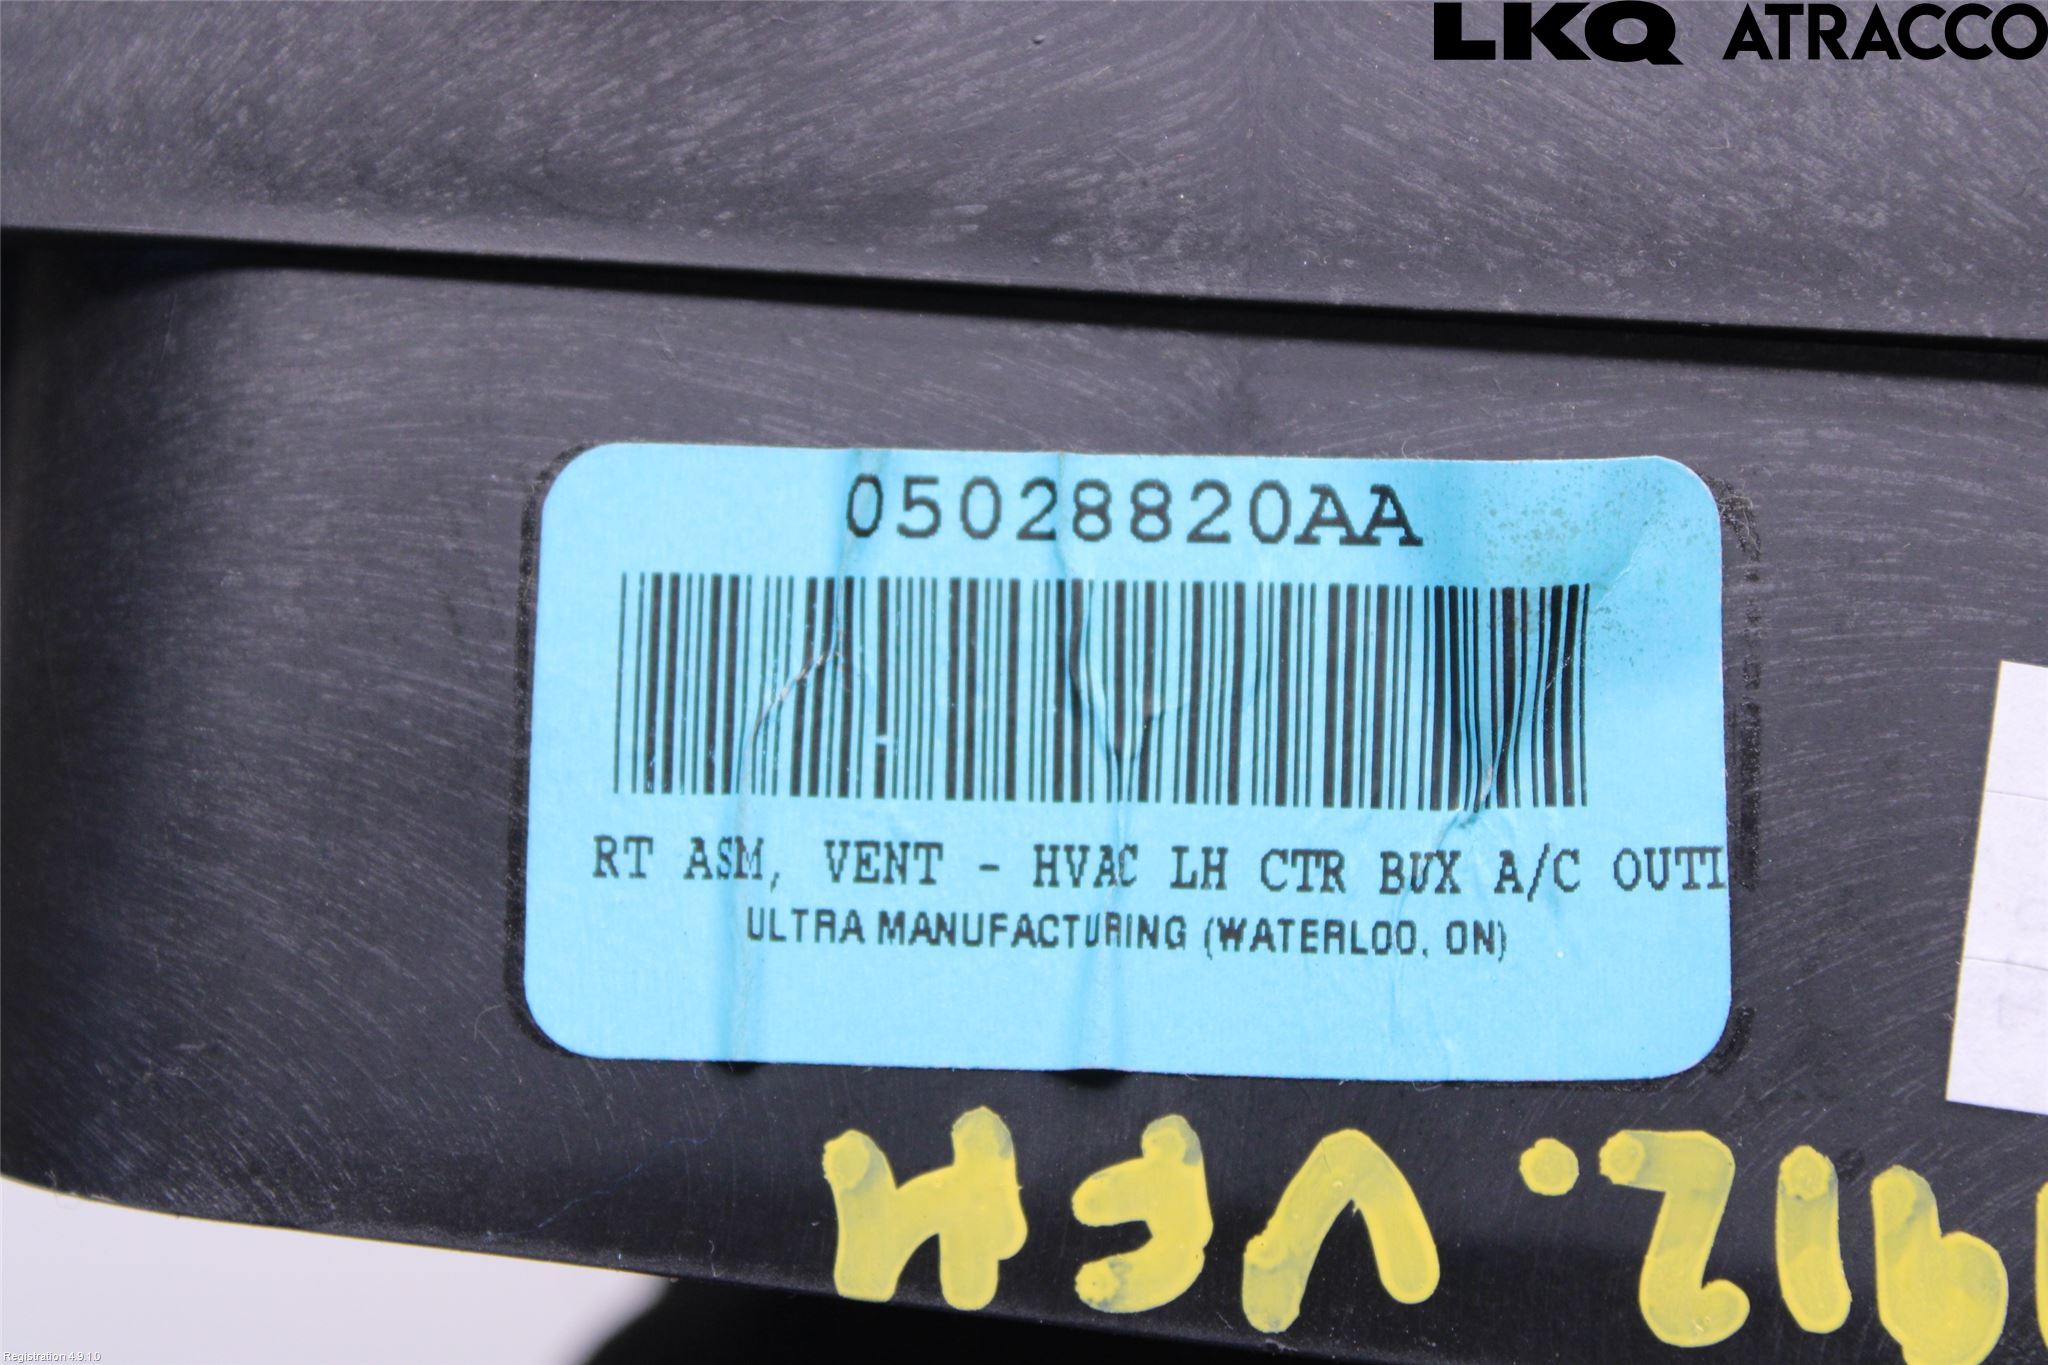 LKQ ATRACCO
05028820AA
RT ASM, VENT - HVAC LH CTR BUX A/C OUTL
ULTRA MANUFACTURING (WATERLOO, ON)
Registration 4.9.1.0